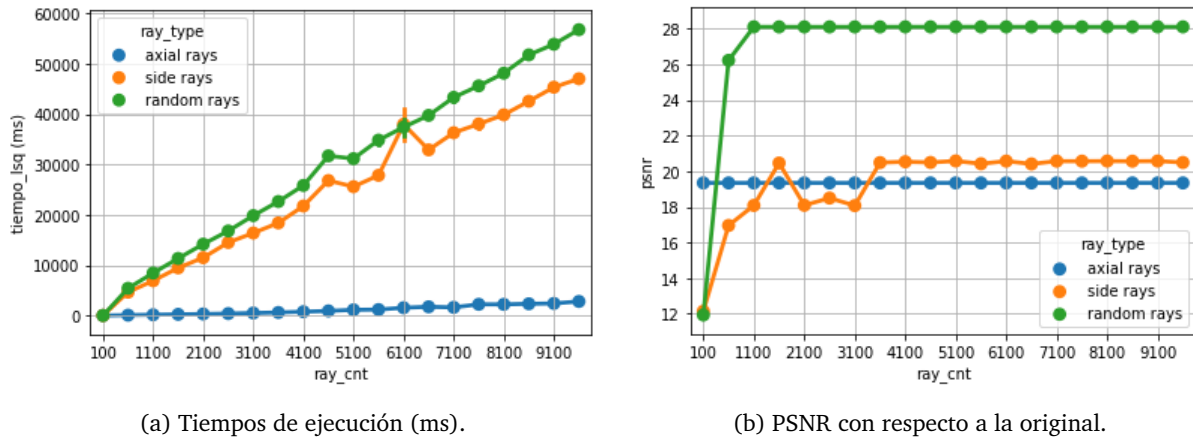 60000
50000
40000
30000
20000
10000
0
tiempo_lsq (ms)
ray_type
axial rays
side rays
random rays
100 1100 2100 3100 4100 5100 6100 7100 8100 9100
ray_cnt
(a) Tiempos de ejecución (ms).
28
26
24
22
20
18
16
14
12
psnr
ray_type
axial rays
side rays
random rays
100 1100 2100 3100 4100 5100 6100 7100 8100 9100
ray_cnt
(b) PSNR con respecto a la original.